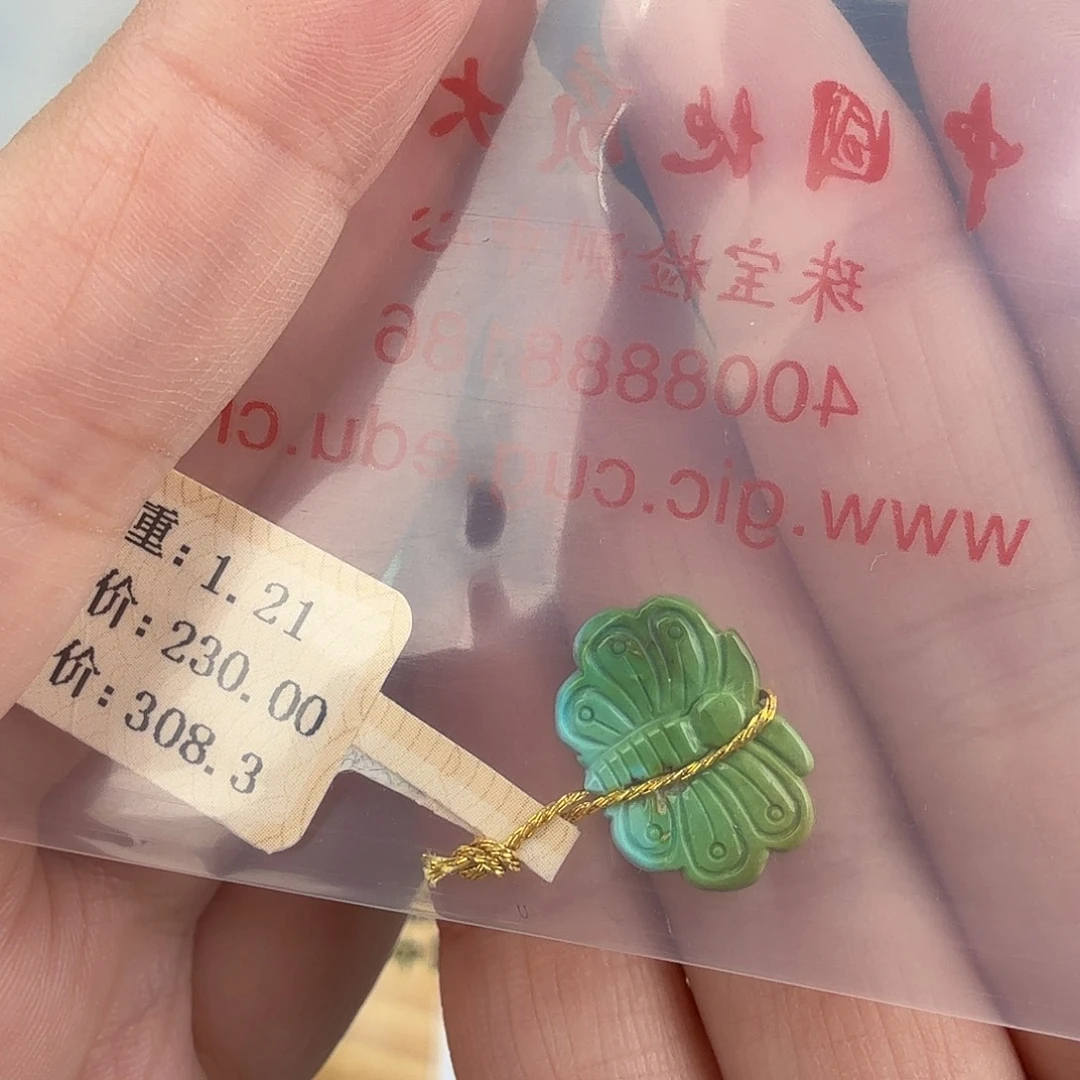 中国地质大
珠宝检测中心
4008888136
www.gic.cug.edu.cn
重:1.21
价:230.00
价:308.3